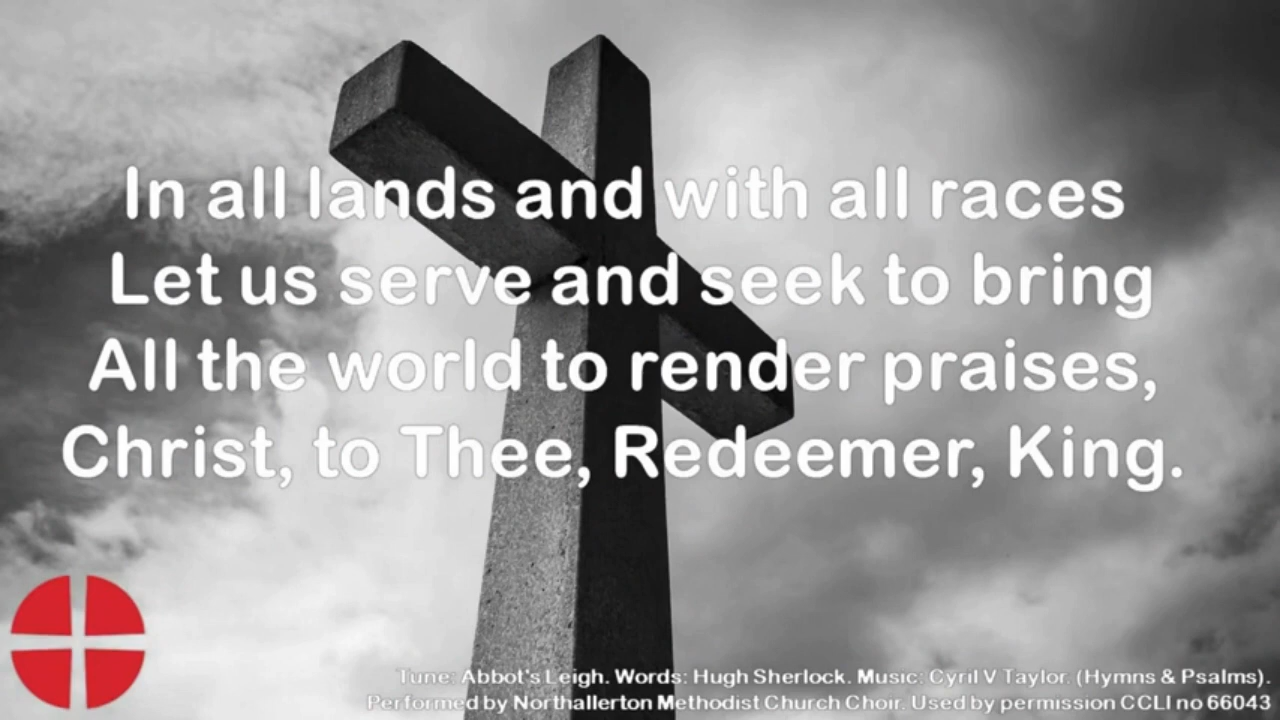 In all lands and with all races
Let us serve and seek to bring
All the world to render praises,
Christ, to Thee, Redeemer, King.
Tune: Abbot's Leigh. Words: Hugh Sherlock. Music: Cyril V Taylor. (Hymns & Psalms).
Performed by Northallerton Methodist Church Choir. Used by permission CCLI no 66043